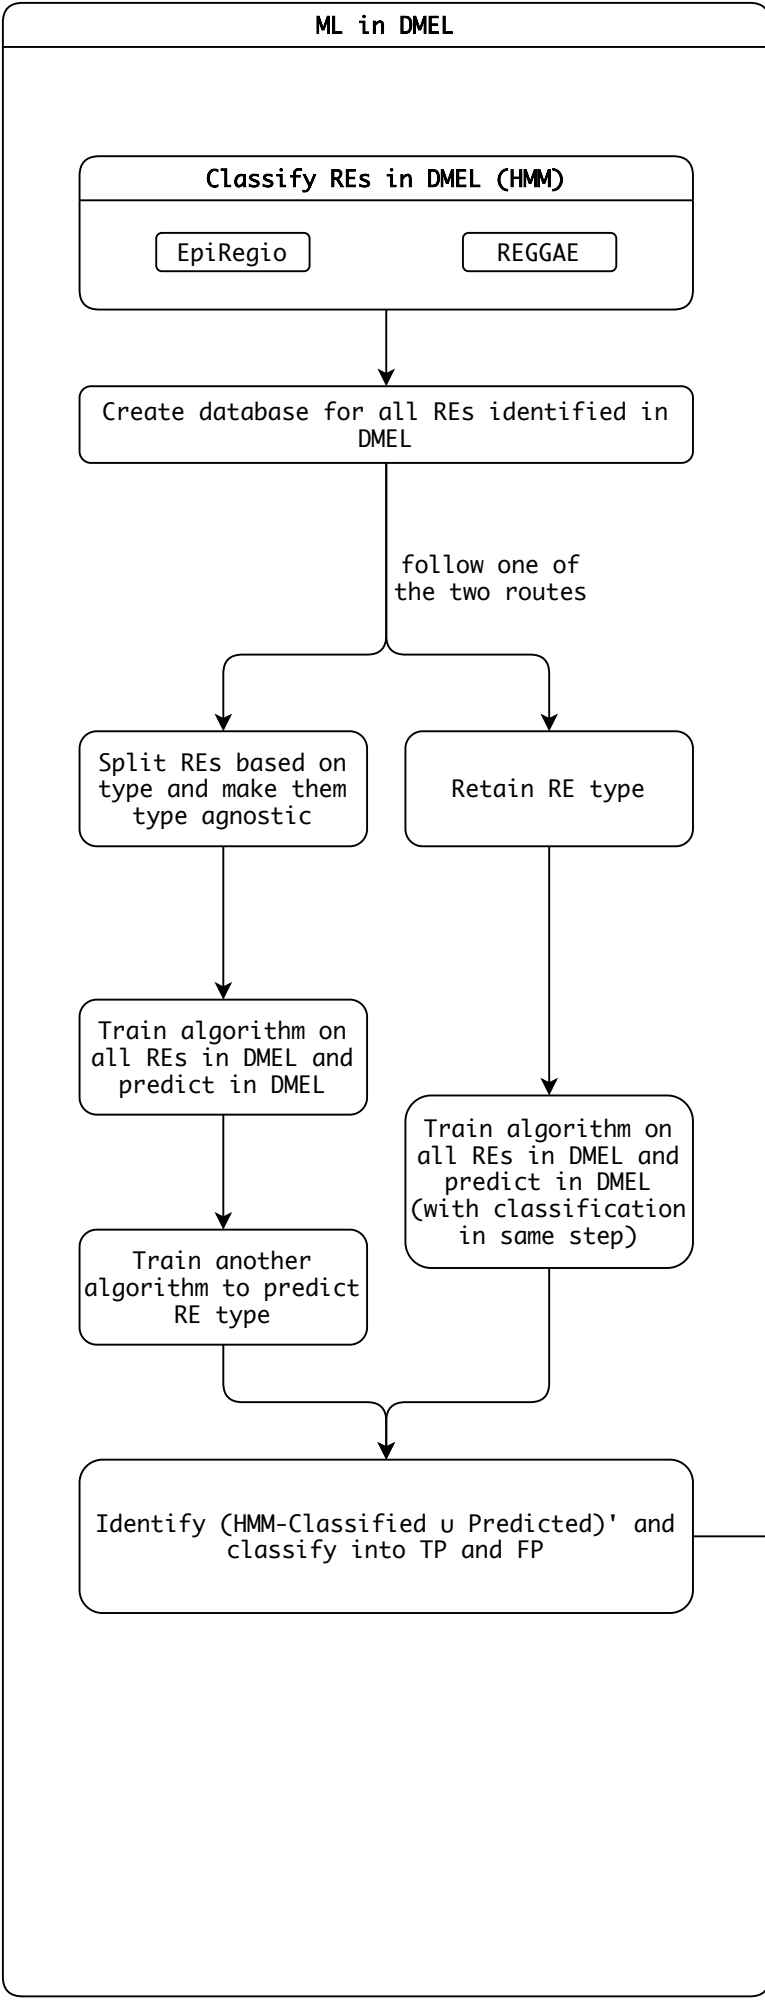 ML in DMEL
Classify REs in DMEL (HMM)
EpiRegio
REGGAE
Create database for all REs identified in
DMEL
follow one of
the two routes
Split REs based on
type and make them
type agnostic
Retain RE type
Train algorithm on
all REs in DMEL and
predict in DMEL
Train algorithm on
all REs in DMEL and
predict in DMEL
(with classification
in same step)
Train another
algorithm to predict
RE type
Identify (HMM-Classified ∪ Predicted)' and
classify into TP and FP